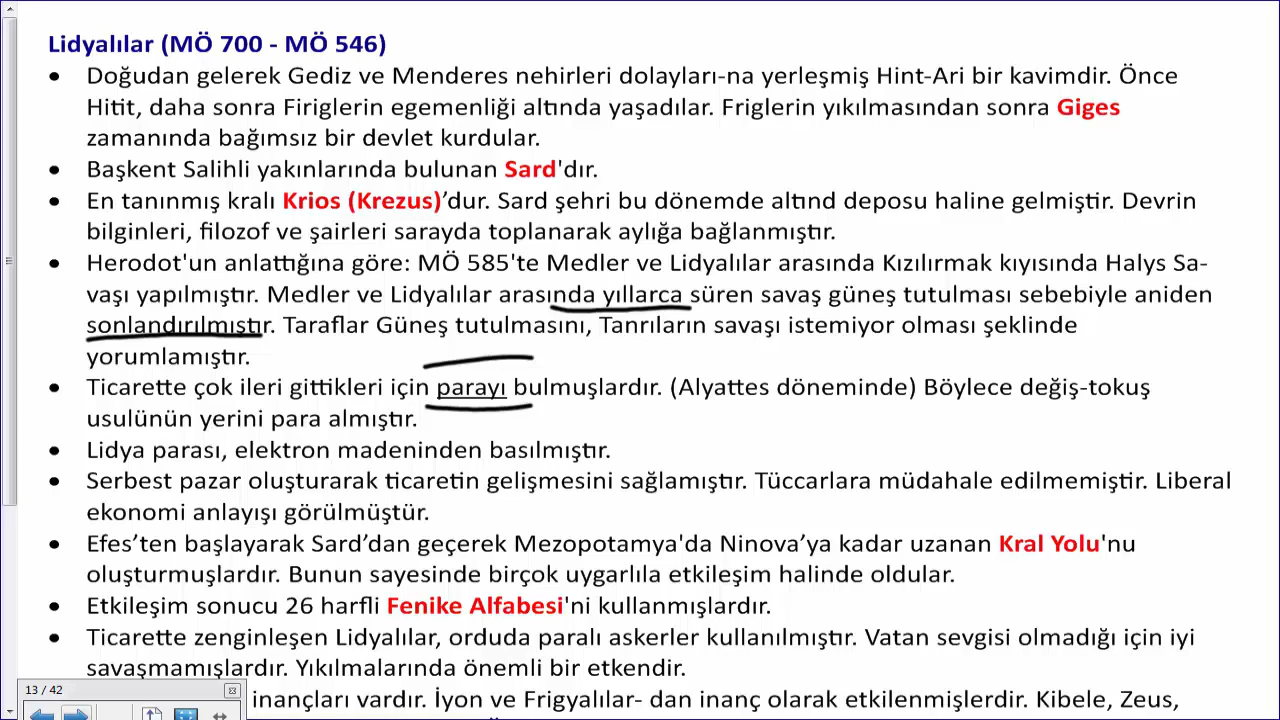 Lidyalılar (MÖ 700 - MÖ 546)
• Doğudan gelerek Gediz ve Menderes nehirleri dolayları-na yerleşmiş Hint-Ari bir kavimdir. Önce
Hitit, daha sonra Firiglerin egemenliği altında yaşadılar. Friglerin yıkılmasından sonra Giges
zamanında bağımsız bir devlet kurdular.
• Başkent Salihli yakınlarında bulunan Sard'dır.
• En tanınmış kralı Krios (Krezus)’dur. Sard şehri bu dönemde altınd deposu haline gelmiştir. Devrin
bilginleri, filozof ve şairleri sarayda toplanarak aylığa bağlanmıştır.
• Herodot'un anlattığına göre: MÖ 585'te Medler ve Lidyalılar arasında Kızılırmak kıyısında Halys Sa-
vaşı yapılmıştır. Medler ve Lidyalılar arasında yıllarca süren savaş güneş tutulması sebebiyle aniden
sonlandırılmıştır. Taraflar Güneş tutulmasını, Tanrıların savaşı istemiyor olması şeklinde
yorumlamıştır.
• Ticarette çok ileri gittikleri için parayı bulmuşlardır. (Alyattes döneminde) Böylece değiş-tokuş
usulünün yerini para almıştır.
• Lidya parası, elektron madeninden basılmıştır.
• Serbest pazar oluşturarak ticaretin gelişmesini sağlamıştır. Tüccarlara müdahale edilmemiştir. Liberal
ekonomi anlayışı görülmüştür.
• Efes’ten başlayarak Sard’dan geçerek Mezopotamya'da Ninova’ya kadar uzanan Kral Yolu'nu
oluşturmuşlardır. Bunun sayesinde birçok uygarlıla etkileşim halinde oldular.
• Etkileşim sonucu 26 harfli Fenike Alfabesi'ni kullanmışlardır.
• Ticarette zenginleşen Lidyalılar, orduda paralı askerler kullanılmıştır. Vatan sevgisi olmadığı için iyi
savaşmamışlardır. Yıkılmalarında önemli bir etkendir.
inançları vardır. İyon ve Frigyalılar- dan inanç olarak etkilenmişlerdir. Kibele, Zeus,
13 / 42